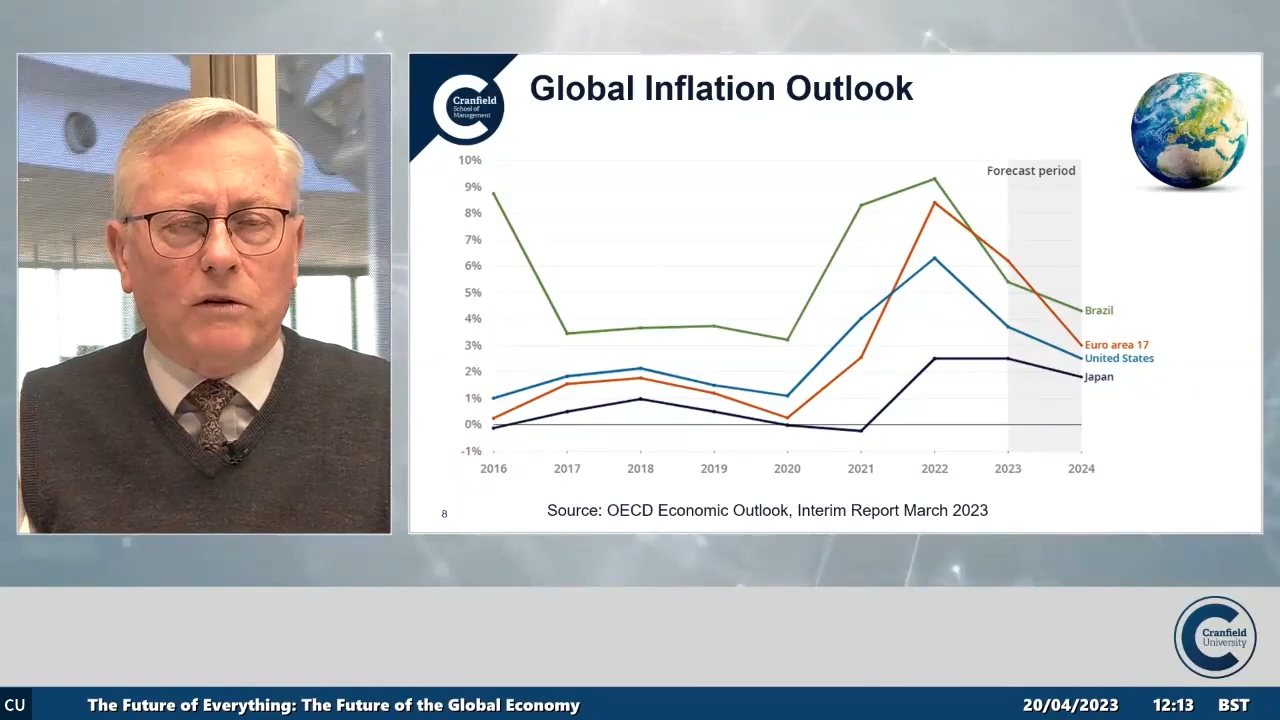 Cranfield
School of
Management
Global Inflation Outlook
10%
9%
8%
7%
6%
5%
4%
3%
2%
1%
0%
-1%
Forecast period
Brazil
Euro area 17
United States
Japan
2016 2017 2018 2019 2020 2021 2022 2023 2024
8
Source: OECD Economic Outlook, Interim Report March 2023
Cranfield
University
CU The Future of Everything: The Future of the Global Economy 20/04/2023 12:13 BST